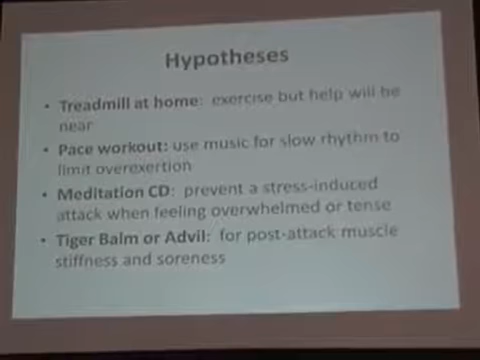 Hypotheses
• Treadmill at home: exercise but help will be
near
• Pace workout: use music for slow rhythm to
limit overexertion
• Meditation CD: prevent a stress-induced
attack when feeling overwhelmed or tense
• Tiger Balm or Advil: for post-attack muscle
stiffness and soreness